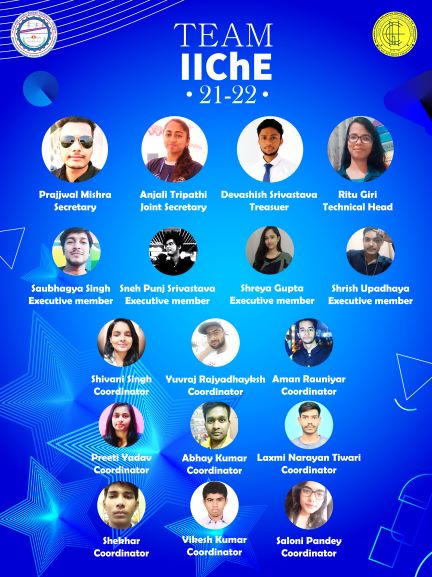 TEAM
IIChE
• 21-22 •
Prajjwal Mishra
Secretary
Anjali Tripathi
Joint Secretary
Devashish Srivastava
Treasuer
Ritu Giri
Technical Head
Saubhagya Singh
Executive member
Sneh Punj Srivastava
Executive member
Shreya Gupta
Executive member
Shrish Upadhaya
Executive member
Shivani Singh
Coordinator
Yuvraj Rajyadhayksh
Coordinator
Aman Rauniyar
Coordinator
Preeti Yadav
Coordinator
Abhay Kumar
Coordinator
Laxmi Narayan Tiwari
Coordinator
Shekhar
Coordinator
Vikesh Kumar
Coordinator
Saloni Pandey
Coordinator